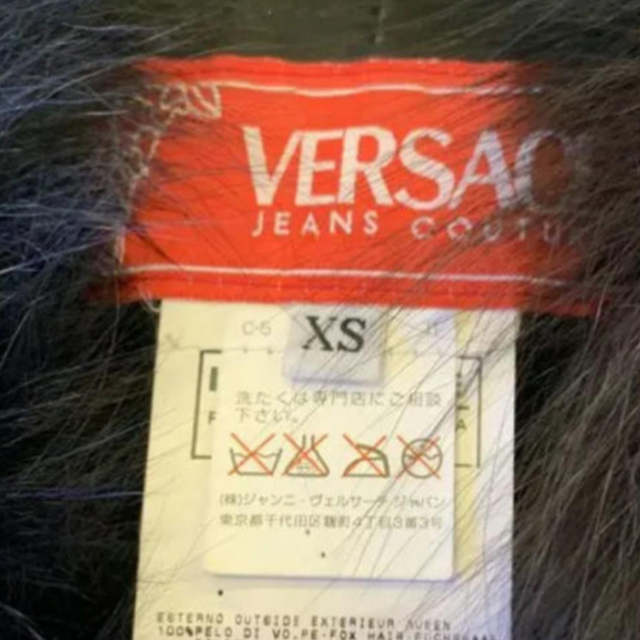 VERSAC
JEANS COUTU
C-5
XS
洗たくは専門店にご相談
下さい。
(株)ジャンニ・ヴェルサーチ ジャパン
東京都千代田区麹町4丁目3番3号
ESTERNO OUTSIDE EXTERIEUR AUSEN
100%PELO DI VOLPE-FOX HAIR